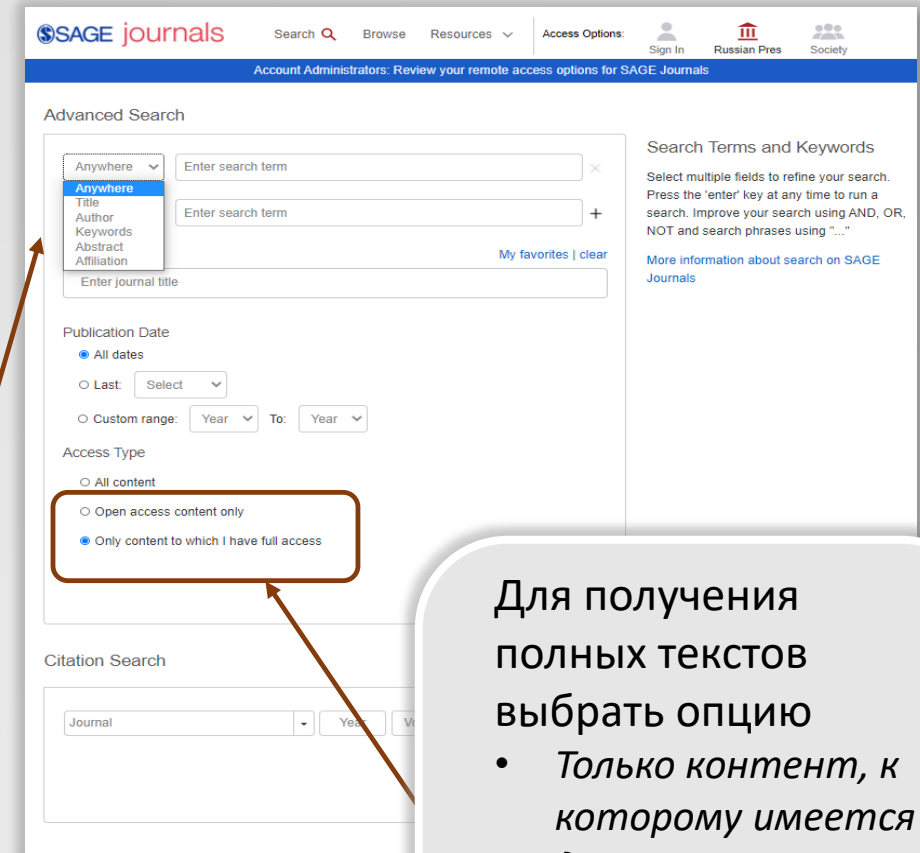 SSAGE journals
Search Browse Resources Access Options: Sign In Russian Pres Society
Account Administrators: Review your remote access options for SAGE Journals
Advanced Search
Anywhere Enter search term
Anywhere
Title
Author
Keywords
Abstract
Affiliation
Enter search term +
My favorites | clear
Enter journal title
Publication Date
All dates
Last: Select
Custom range: Year To: Year
Access Type
All content
Open access content only
Only content to which I have full access
Search Terms and Keywords
Select multiple fields to refine your search.
Press the 'enter' key at any time to run a
search. Improve your search using AND, OR,
NOT and search phrases using "..."
More information about search on SAGE
Journals
Citation Search
Journal Year
Для получения
полных текстов
выбрать опцию
• Только контент, к
которому имеется